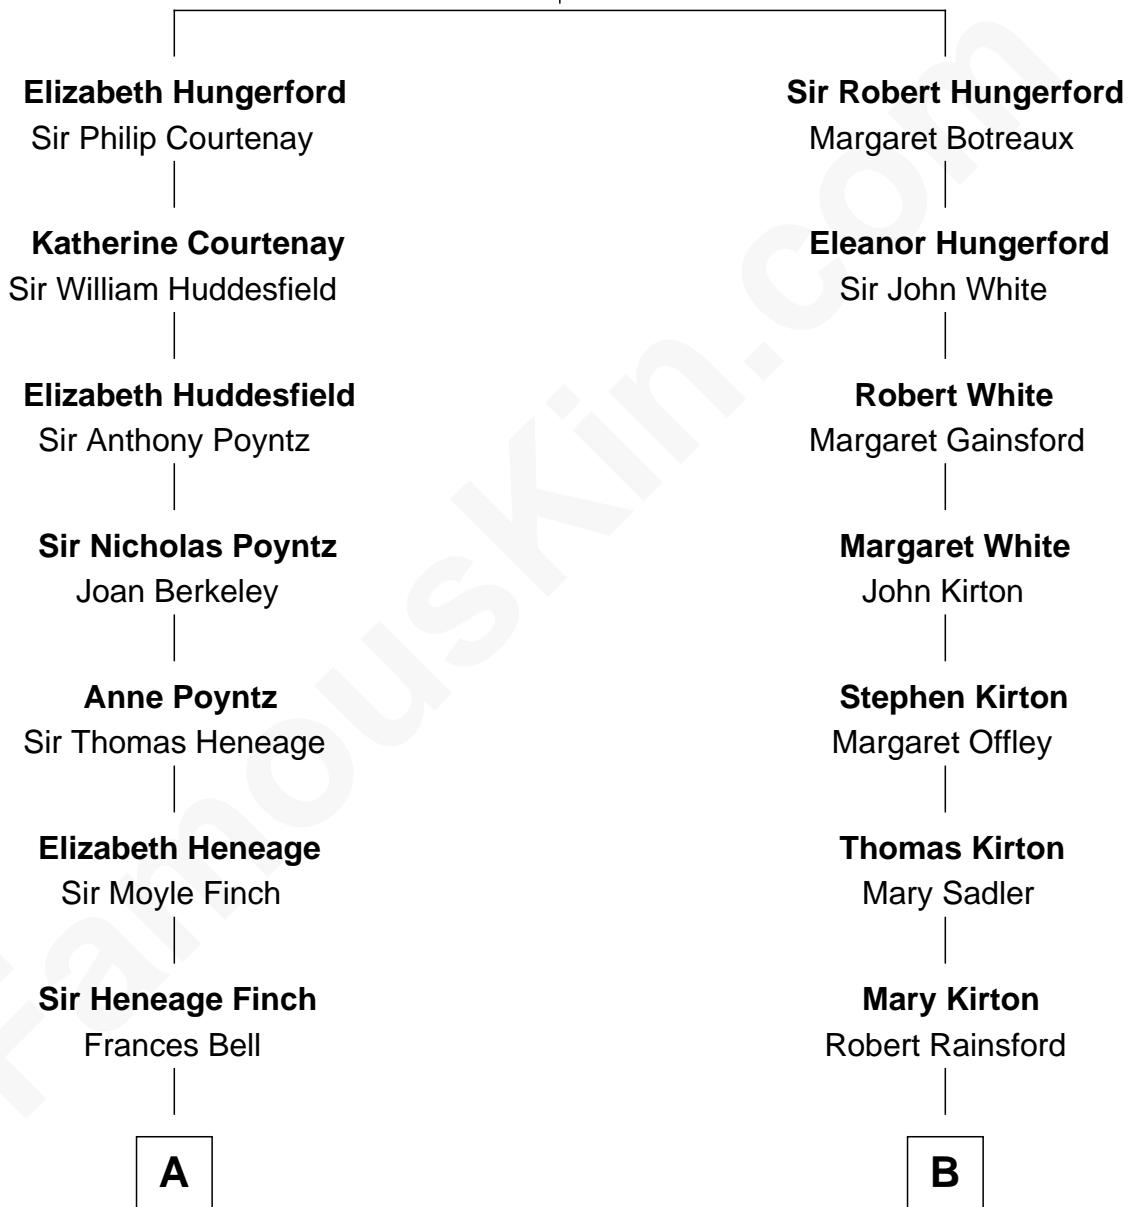 Elizabeth Hungerford
Sir Philip Courtenay
Katherine Courtenay
Sir William Huddesfield
Elizabeth Huddesfield
Sir Anthony Poyntz
Sir Nicholas Poyntz
Joan Berkeley
Anne Poyntz
Sir Thomas Heneage
Elizabeth Heneage
Sir Moyle Finch
Sir Heneage Finch
Frances Bell
A
Sir Robert Hungerford
Margaret Botreaux
Eleanor Hungerford
Sir John White
Robert White
Margaret Gainsford
Margaret White
John Kirton
Stephen Kirton
Margaret Offley
Thomas Kirton
Mary Sadler
Mary Kirton
Robert Rainsford
B
FamousKin.com